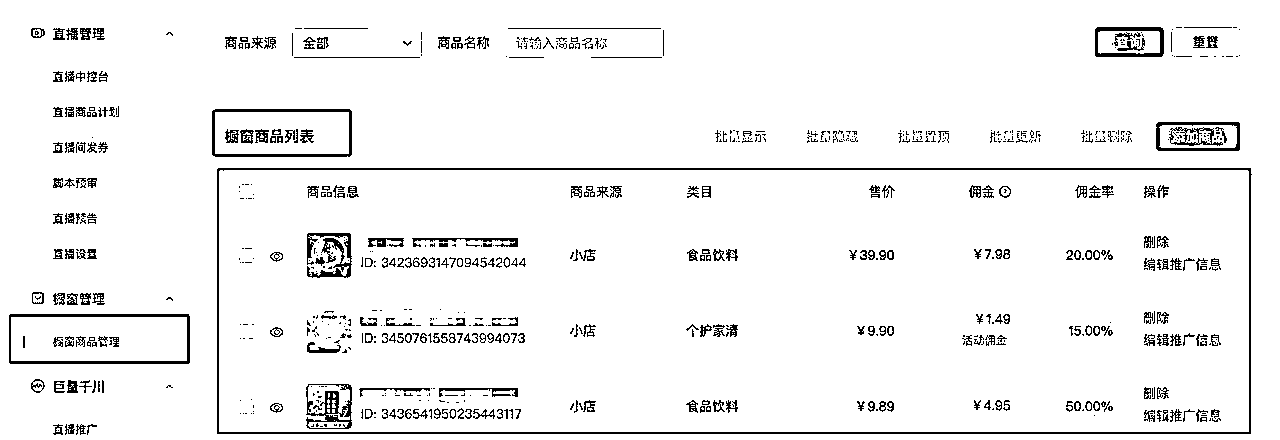 直播管理
直播中控台
直播商品计划
直播间发券
脚本预审
直播预告
直播设置
橱窗管理
橱窗商品管理
巨量千川
直播推广
商品来源 全部 商品名称 请输入商品名称 查询 重置
橱窗商品列表 批量显示 批量隐藏 批量置顶 批量更新 批量删除 添加商品
商品信息 商品来源 类目 售价 佣金 佣金率 操作
ID: 3423693147094542044 小店 食品饮料 ¥39.90 ¥7.98 20.00% 删除
编辑推广信息
ID: 3450761558743994073 小店 个护家清 ¥9.90 ¥1.49 15.00% 删除
活动佣金 编辑推广信息
ID: 3436541950235443117 小店 食品饮料 ¥9.89 ¥4.95 50.00% 删除
编辑推广信息